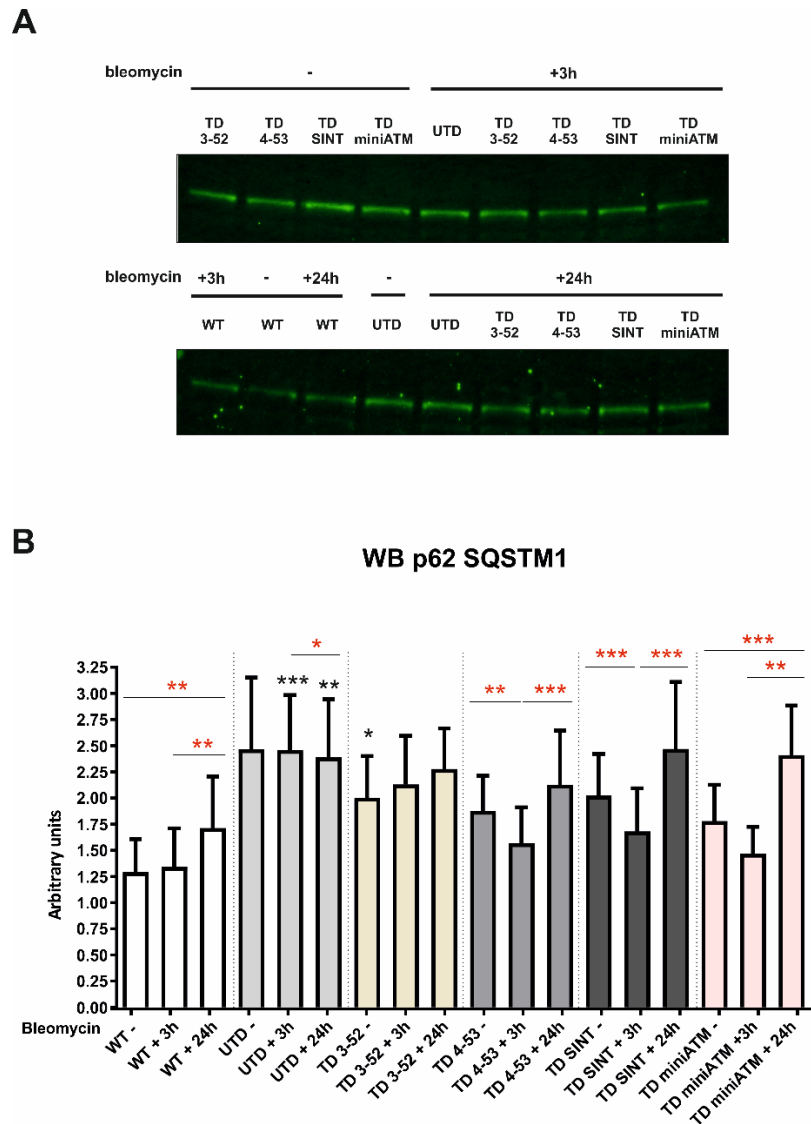 A
bleomycin - +3h
TD TD TD TD UTD TD TD TD TD
3-52 4-53 SINT miniATM 3-52 4-53 SINT miniATM
bleomycin +3h - +24h - +24h
WT WT WT UTD UTD TD TD TD TD
3-52 4-53 SINT miniATM
B
WB p62 SQSTM1
*** 
* *** *** **
** *** ** ** ***
** *
3.25
3.00
2.75
2.50
2.25
2.00
1.75
1.50
1.25
1.00
0.75
0.50
0.25
0.00
Arbitrary units
Bleomycin
WT -
WT + 3h
WT + 24h
UTD -
UTD + 3h
UTD + 24h
TD 3-52 -
TD 3-52 + 3h
TD 3-52 + 24h
TD 4-53 -
TD 4-53 + 3h
TD 4-53 + 24h
TD SINT -
TD SINT + 3h
TD SINT + 24h
TD miniATM -
TD miniATM +3h
TD miniATM + 24h